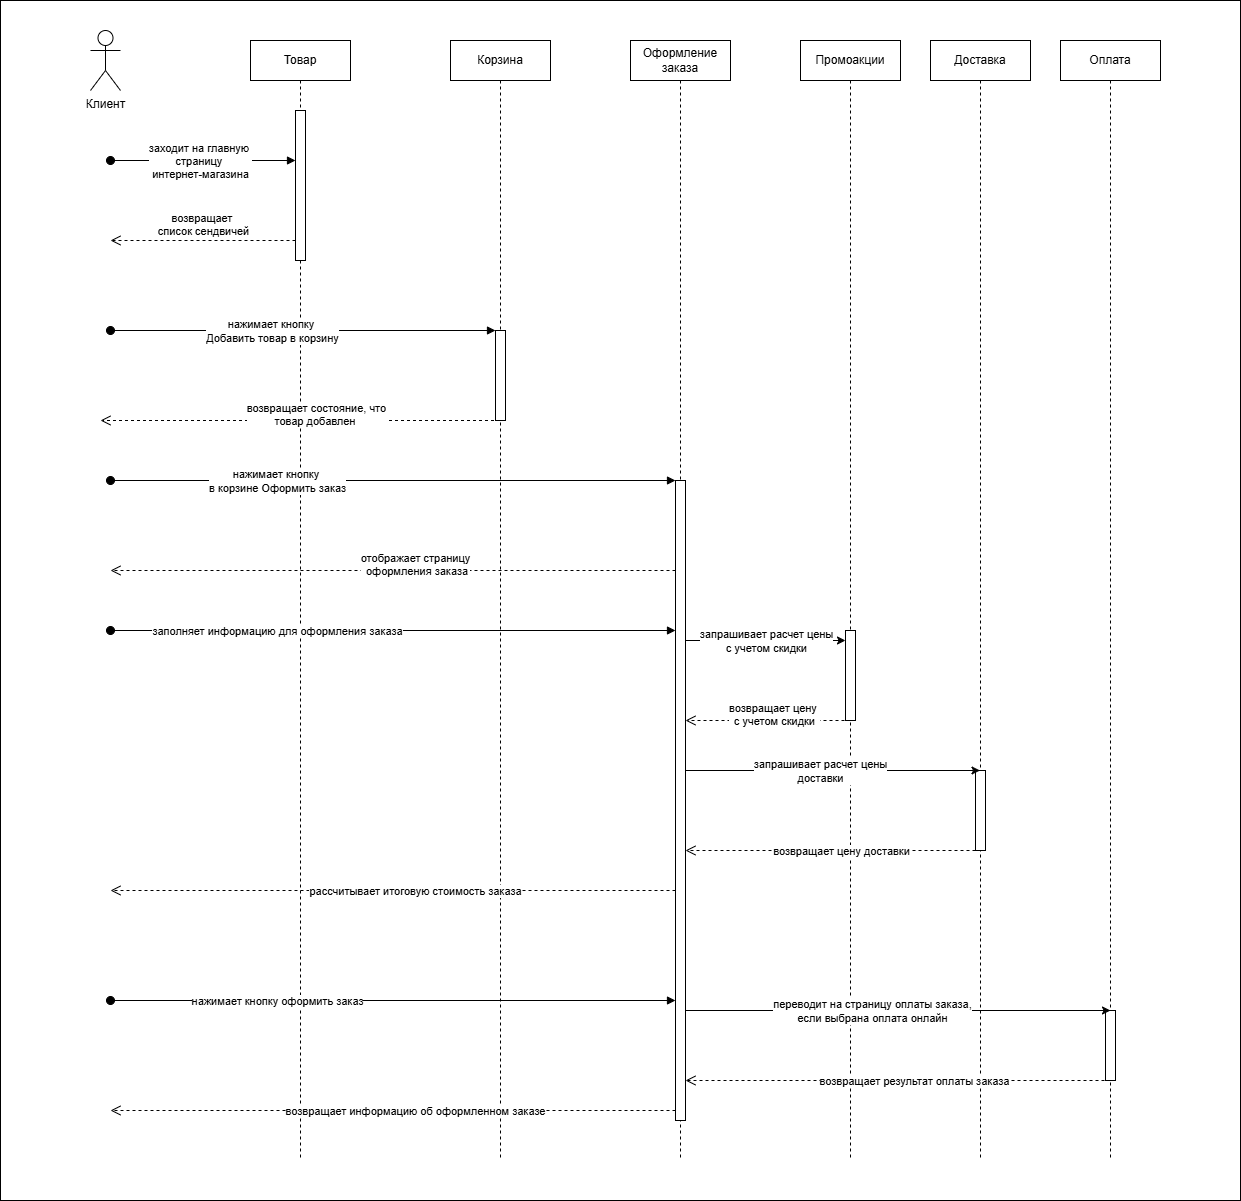 Клиент
Товар
Корзина
Оформление
заказа
Промоакции
Доставка
Оплата
заходит на главную
страницу
интернет-магазина
возвращает
список сендвичей
нажимает кнопку
Добавить товар в корзину
возвращает состояние, что
товар добавлен
нажимает кнопку
в корзине Оформить заказ
отображает страницу
оформления заказа
заполняет информацию для оформления заказа
запрашивает расчет цены
с учетом скидки
возвращает цену
с учетом скидки
запрашивает расчет цены
доставки
возвращает цену доставки
рассчитывает итоговую стоимость заказа
нажимает кнопку оформить заказ
переводит на страницу оплаты заказа,
если выбрана оплата онлайн
возвращает результат оплаты заказа
возвращает информацию об оформленном заказе